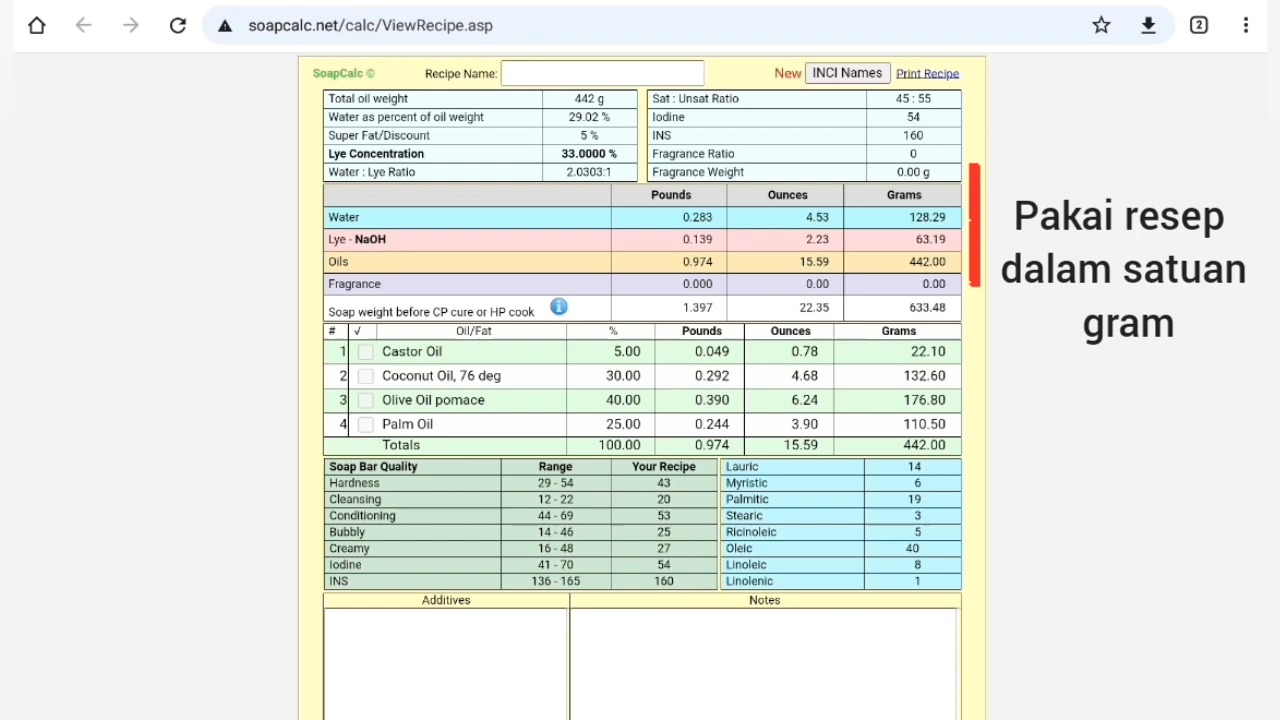 soapcalc.net/calc/ViewRecipe.asp 2
SoapCalc © Recipe Name: New INCI Names Print Recipe
Total oil weight 442 g Sat : Unsat Ratio 45 : 55
Water as percent of oil weight 29.02 % Iodine 54
Super Fat/Discount 5 % INS 160
Lye Concentration 33.0000 % Fragrance Ratio 0
Water : Lye Ratio 2.0303:1 Fragrance Weight 0.00 g
Pounds Ounces Grams
Water 0.283 4.53 128.29
Lye - NaOH 0.139 2.23 63.19
Oils 0.974 15.59 442.00
Fragrance 0.000 0.00 0.00
Soap weight before CP cure or HP cook 1.397 22.35 633.48
# √ Oil/Fat % Pounds Ounces Grams
1 Castor Oil 5.00 0.049 0.78 22.10
2 Coconut Oil, 76 deg 30.00 0.292 4.68 132.60
3 Olive Oil pomace 40.00 0.390 6.24 176.80
4 Palm Oil 25.00 0.244 3.90 110.50
Totals 100.00 0.974 15.59 442.00
Soap Bar Quality Range Your Recipe Lauric 14
Hardness 29 - 54 43 Myristic 6
Cleansing 12 - 22 20 Palmitic 19
Conditioning 44 - 69 53 Stearic 3
Bubbly 14 - 46 25 Ricinoleic 5
Creamy 16 - 48 27 Oleic 40
Iodine 41 - 70 54 Linoleic 8
INS 136 - 165 160 Linolenic 1
Additives Notes
Pakai resep
dalam satuan
gram